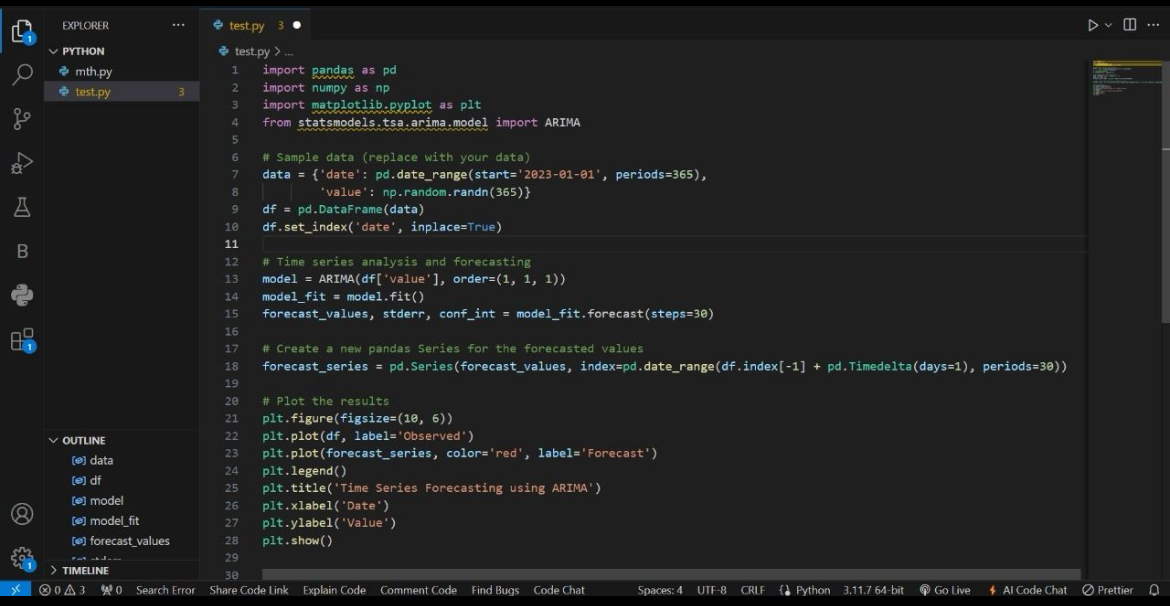 EXPLORER
PYTHON
mth.py
test.py 3
OUTLINE
data
df
model
model_fit
forecast_values
TIMELINE
test.py 3
test.py > ...
1 import pandas as pd
2 import numpy as np
3 import matplotlib.pyplot as plt
4 from statsmodels.tsa.arima.model import ARIMA
5
6 # Sample data (replace with your data)
7 data = {'date': pd.date_range(start='2023-01-01', periods=365),
8         'value': np.random.randn(365)}
9 df = pd.DataFrame(data)
10 df.set_index('date', inplace=True)
11
12 # Time series analysis and forecasting
13 model = ARIMA(df['value'], order=(1, 1, 1))
14 model_fit = model.fit()
15 forecast_values, stderr, conf_int = model_fit.forecast(steps=30)
16
17 # Create a new pandas Series for the forecasted values
18 forecast_series = pd.Series(forecast_values, index=pd.date_range(df.index[-1] + pd.Timedelta(days=1), periods=30))
19
20 # Plot the results
21 plt.figure(figsize=(10, 6))
22 plt.plot(df, label='Observed')
23 plt.plot(forecast_series, color='red', label='Forecast')
24 plt.legend()
25 plt.title('Time Series Forecasting using ARIMA')
26 plt.xlabel('Date')
27 plt.ylabel('Value')
28 plt.show()
29
30
0 3 0 Search Error Share Code Link Explain Code Comment Code Find Bugs Code Chat Spaces: 4 UTF-8 CRLF Python 3.11.7 64-bit Go Live AI Code Chat Prettier